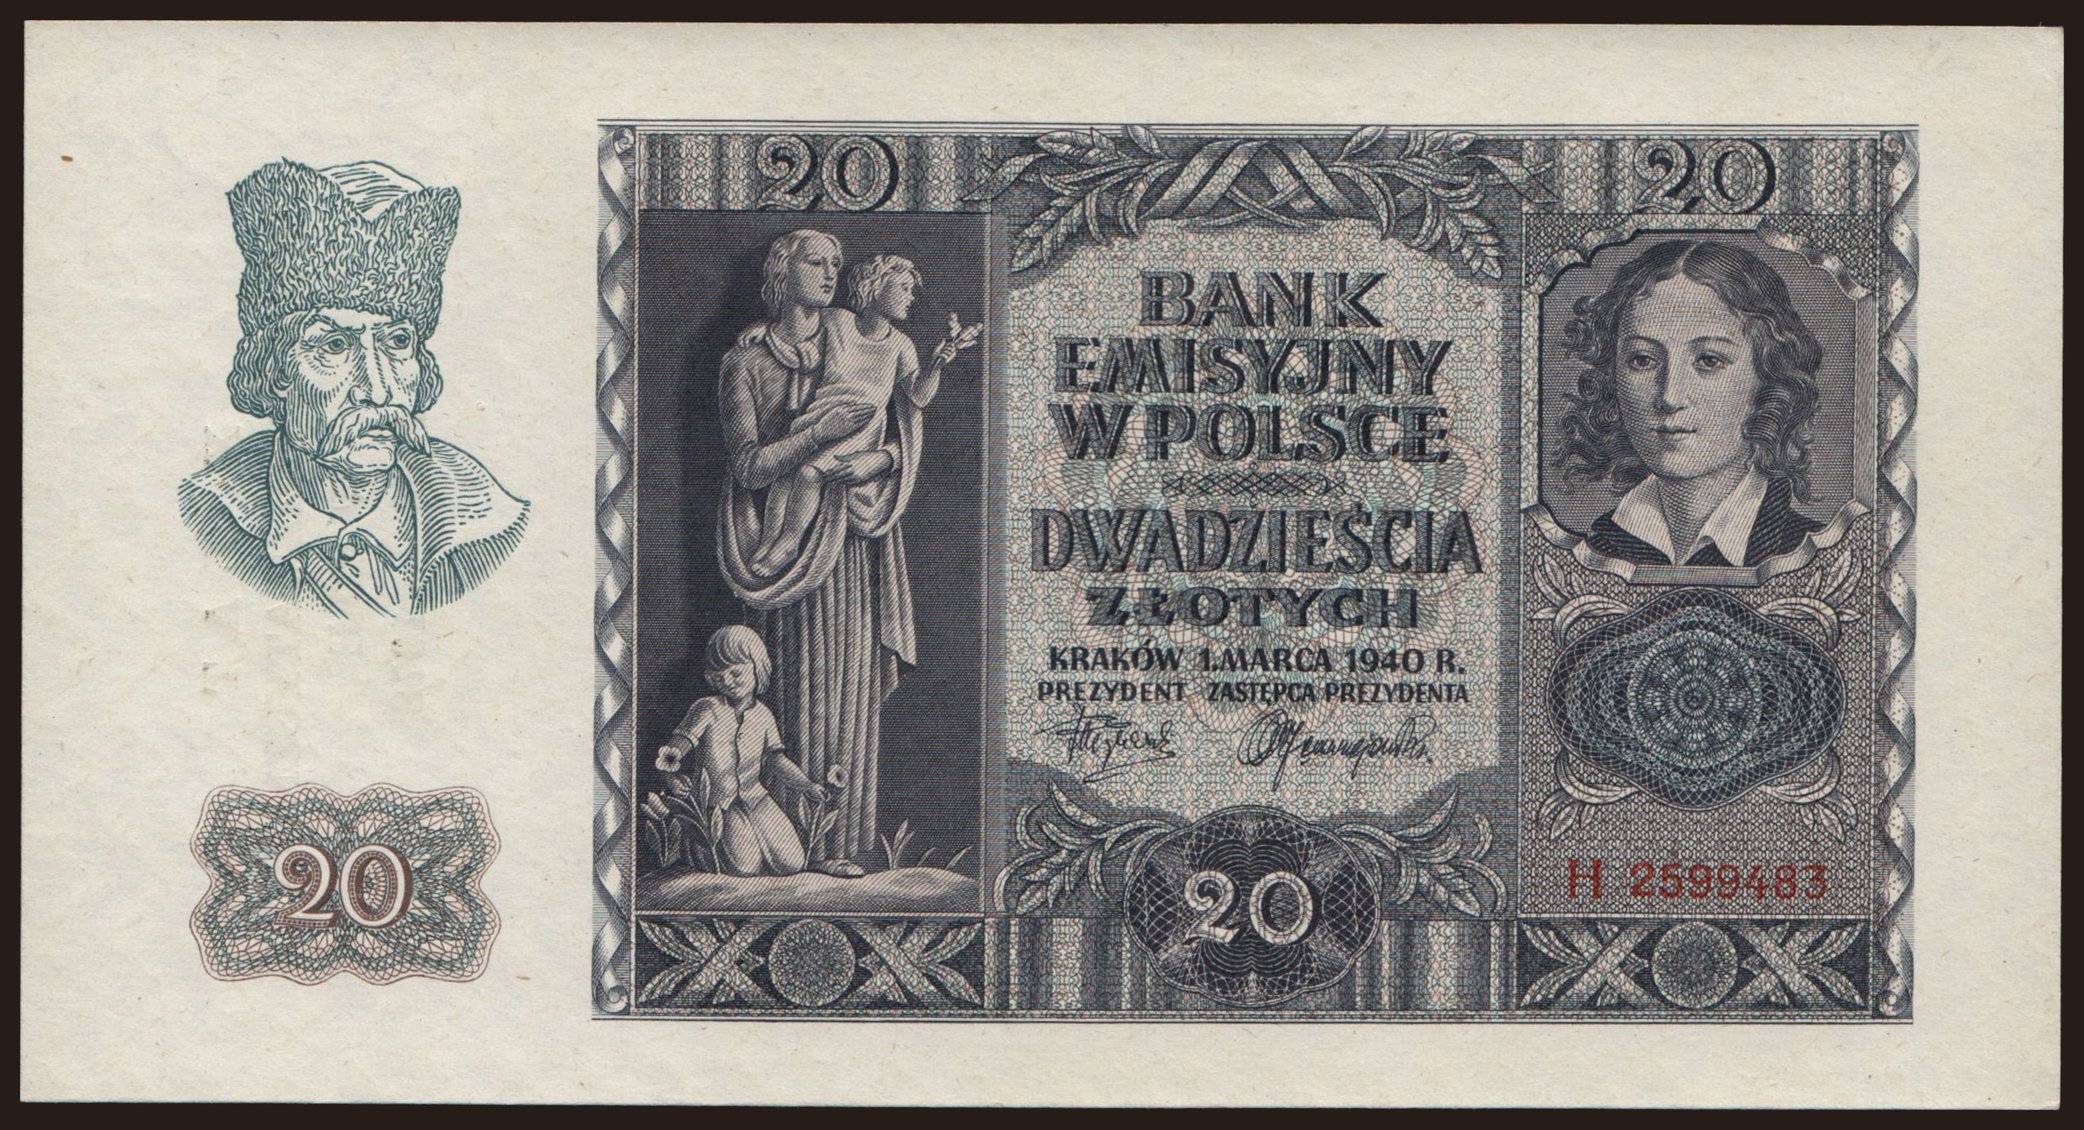 20
20
BANK
EMISYJNY
W POLSCE
DWADZIEŚCIA
ZŁOTYCH
KRAKÓW 1.MARCA 1940 R.
PREZYDENT ZASTĘPCA PREZYDENTA
20
20
H 2599483